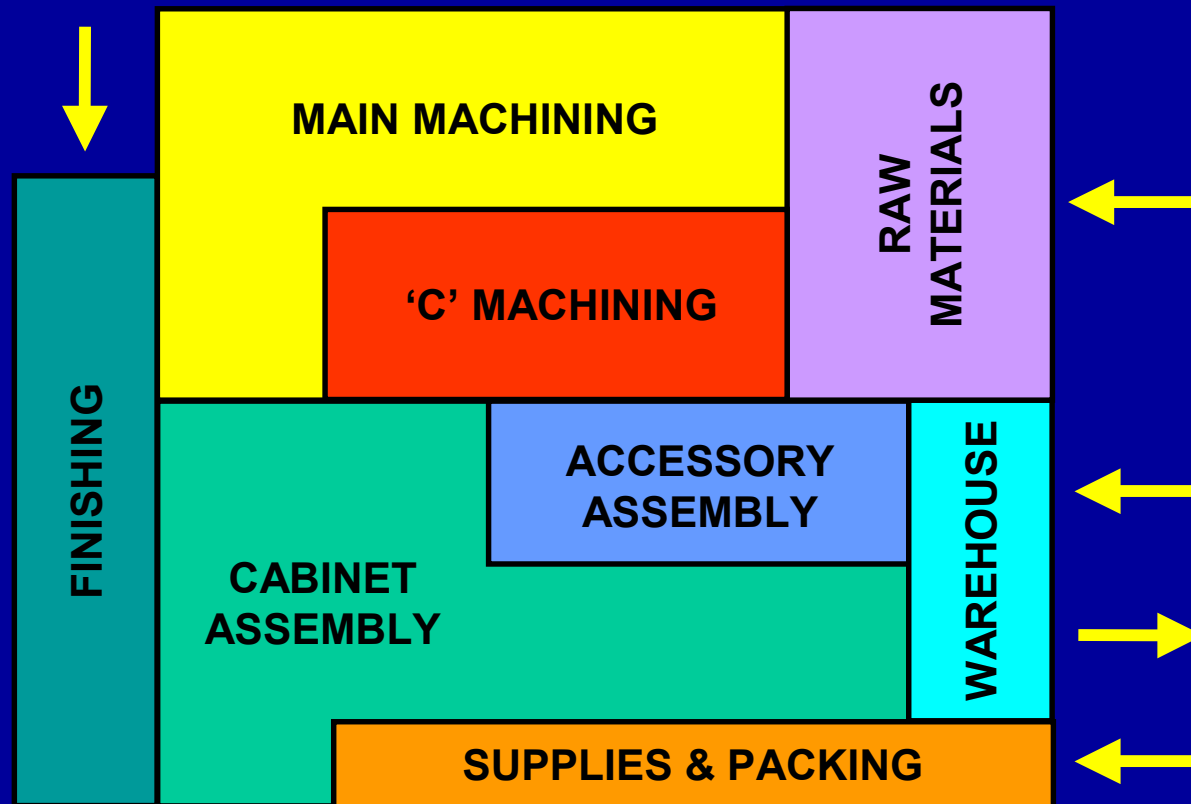 MAIN MACHINING
RAW
MATERIALS
‘C’ MACHINING
FINISHING
ACCESSORY
ASSEMBLY
WAREHOUSE
CABINET
ASSEMBLY
SUPPLIES & PACKING